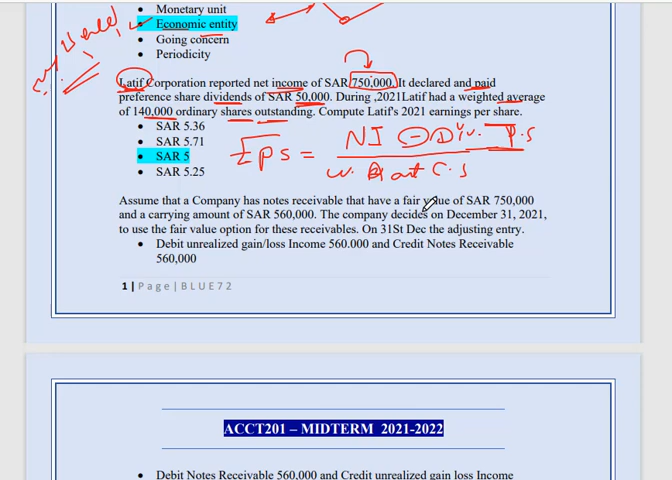 • Monetary unit
• Economic entity
• Going concern
• Periodicity
Latif Corporation reported net income of SAR 750,000. It declared and paid
preference share dividends of SAR 50,000. During ,2021Latif had a weighted average
of 140,000 ordinary shares outstanding. Compute Latif's 2021 earnings per share.
• SAR 5.36
• SAR 5.71
• SAR 5
• SAR 5.25
EPS = NI - Div. P.S
w. A out C.S
Assume that a Company has notes receivable that have a fair value of SAR 750,000
and a carrying amount of SAR 560,000. The company decides on December 31, 2021,
to use the fair value option for these receivables. On 31St Dec the adjusting entry.
• Debit unrealized gain/loss Income 560.000 and Credit Notes Receivable
560,000
1 | Page | BLUE72
ACCT201 – MIDTERM 2021-2022
• Debit Notes Receivable 560,000 and Credit unrealized gain loss Income